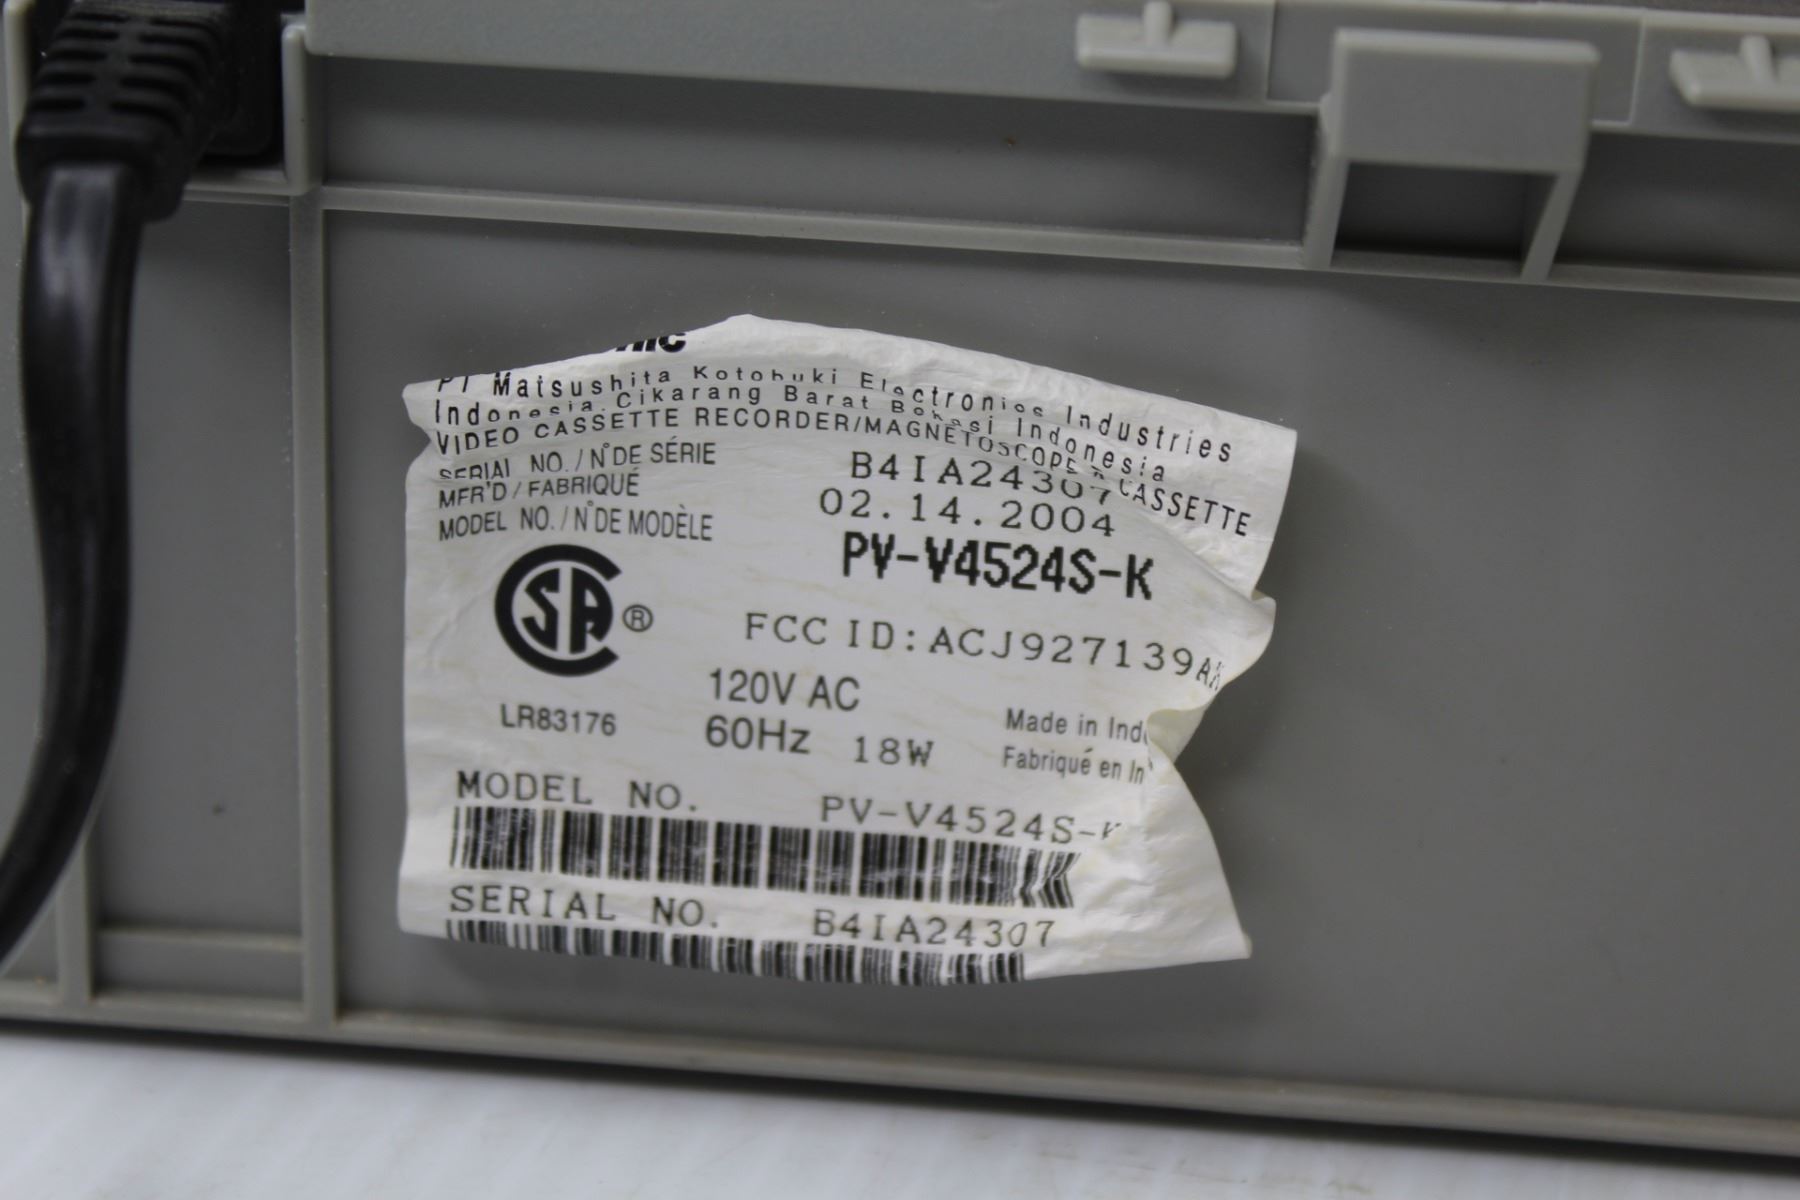 PT Matsushita Kotobuki Electronics Industries
Indonesia. Cikarang Barat Bekasi Indonesia
VIDEO CASSETTE RECORDER/MAGNÉTOSCOPE À CASSETTE
SERIAL NO./N°DE SÉRIE B4IA24307
MFR'D/FABRIQUÉ 02.14.2004
MODEL NO./N°DE MODÈLE PV-V4524S-K
SA ®
FCC ID: ACJ927139A
LR83176
120V AC
60Hz 18W
Made in Ind
Fabriqué en In
MODEL NO. PV-V4524S-K
SERIAL NO. B4IA24307